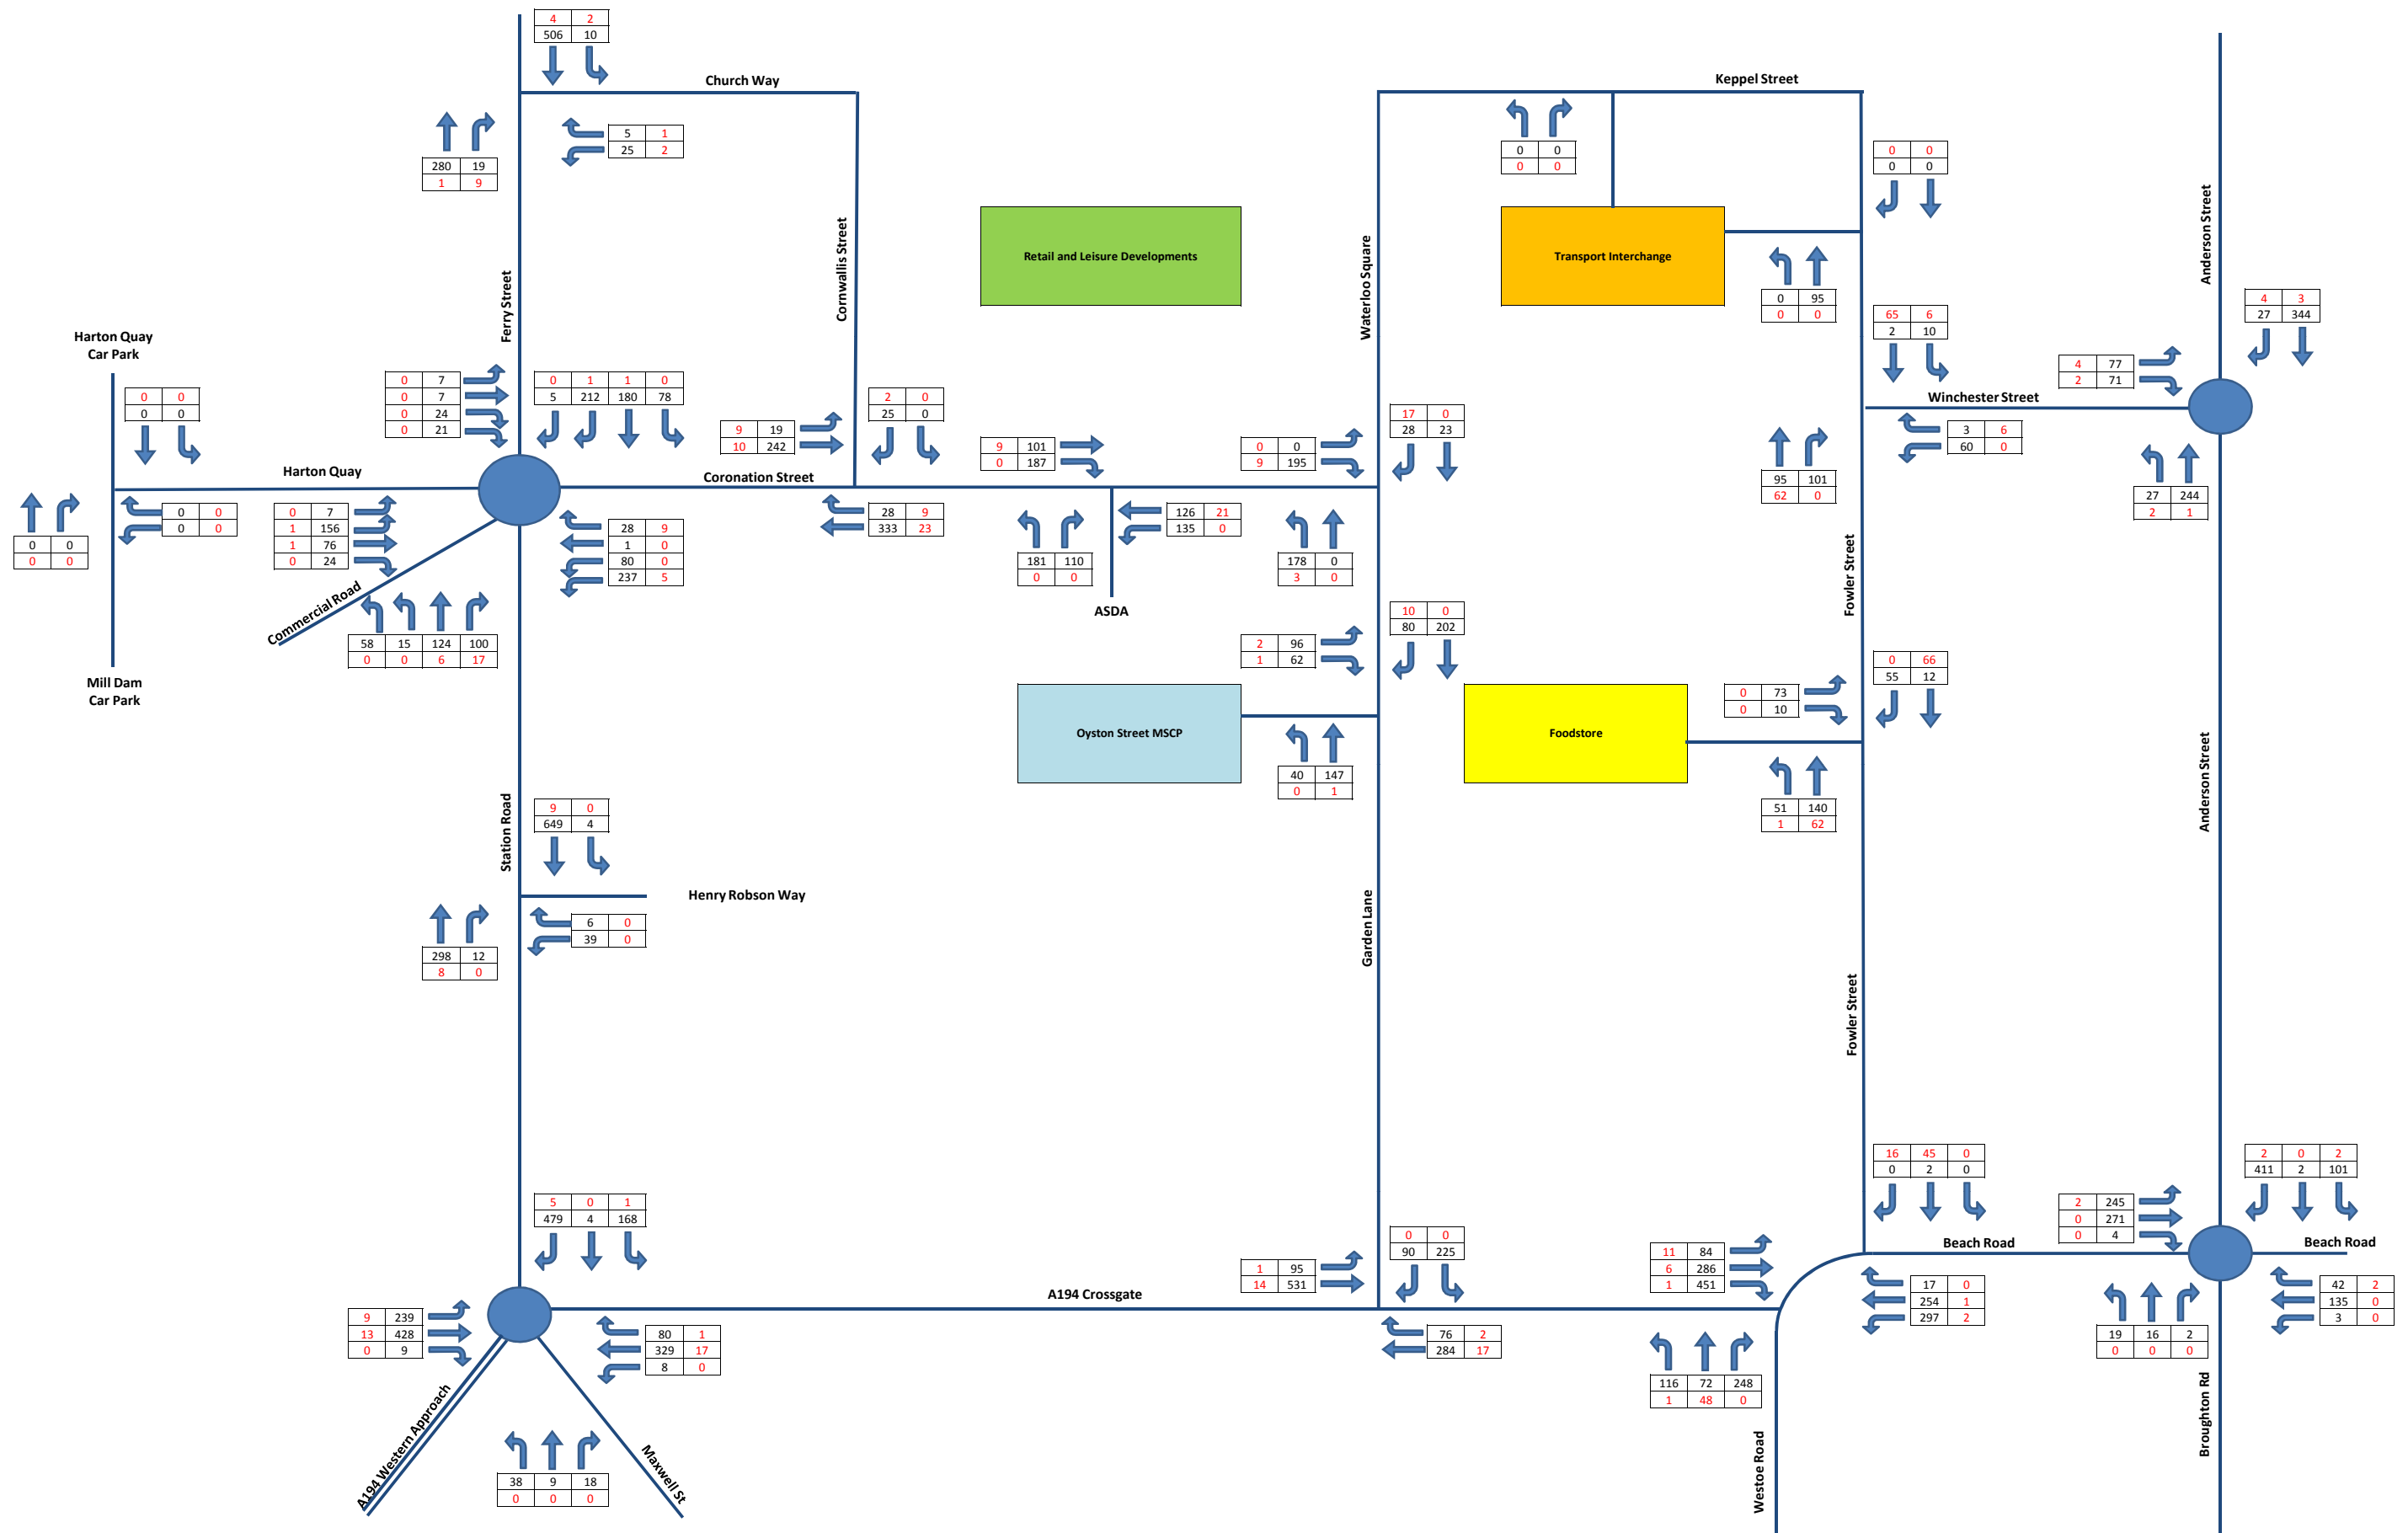 4 2
506 10
Church Way
Keppel Street
280 19
1 9
5 1
25 2
0 0
0 0
0 0
0 0
Ferry Street
Cornwallis Street
Retail and Leisure Developments
Waterloo Square
Transport Interchange
Anderson Street
0 95
0 0
65 6
2 10
4 3
27 344
Harton Quay
Car Park
0 0
0 0
0 7
0 7
0 24
0 21
0 1 1 0
5 212 180 78
9 19
10 242
2 0
25 0
9 101
0 187
0 0
9 195
17 0
28 23
4 77
2 71
Winchester Street
3 6
60 0
95 101
62 0
27 244
2 1
Harton Quay
Coronation Street
0 0
0 0
0 0
0 0
0 7
1 156
1 76
0 24
28 9
1 0
80 0
237 5
28 9
333 23
181 110
0 0
126 21
135 0
178 0
3 0
Fowler Street
Commercial Road
ASDA
58 15 124 100
0 0 6 17
2 96
1 62
10 0
80 202
0 66
55 12
Mill Dam
Car Park
0 73
0 10
Oyston Street MSCP
Foodstore
40 147
0 1
51 140
1 62
Station Road
Anderson Street
9 0
649 4
Henry Robson Way
6 0
39 0
298 12
8 0
Garden Lane
Fowler Street
5 0 1
479 4 168
0 0
90 225
1 95
14 531
11 84
6 286
1 451
16 45 0
0 2 0
2 0 2
411 2 101
2 245
0 271
0 4
Beach Road
Beach Road
17 0
254 1
297 2
42 2
135 0
3 0
A194 Crossgate
9 239
13 428
0 9
80 1
329 17
8 0
76 2
284 17
116 72 248
1 48 0
19 16 2
0 0 0
A194 Western Approach
Maxwell St
38 9 18
0 0 0
Westoe Road
Broughton Rd